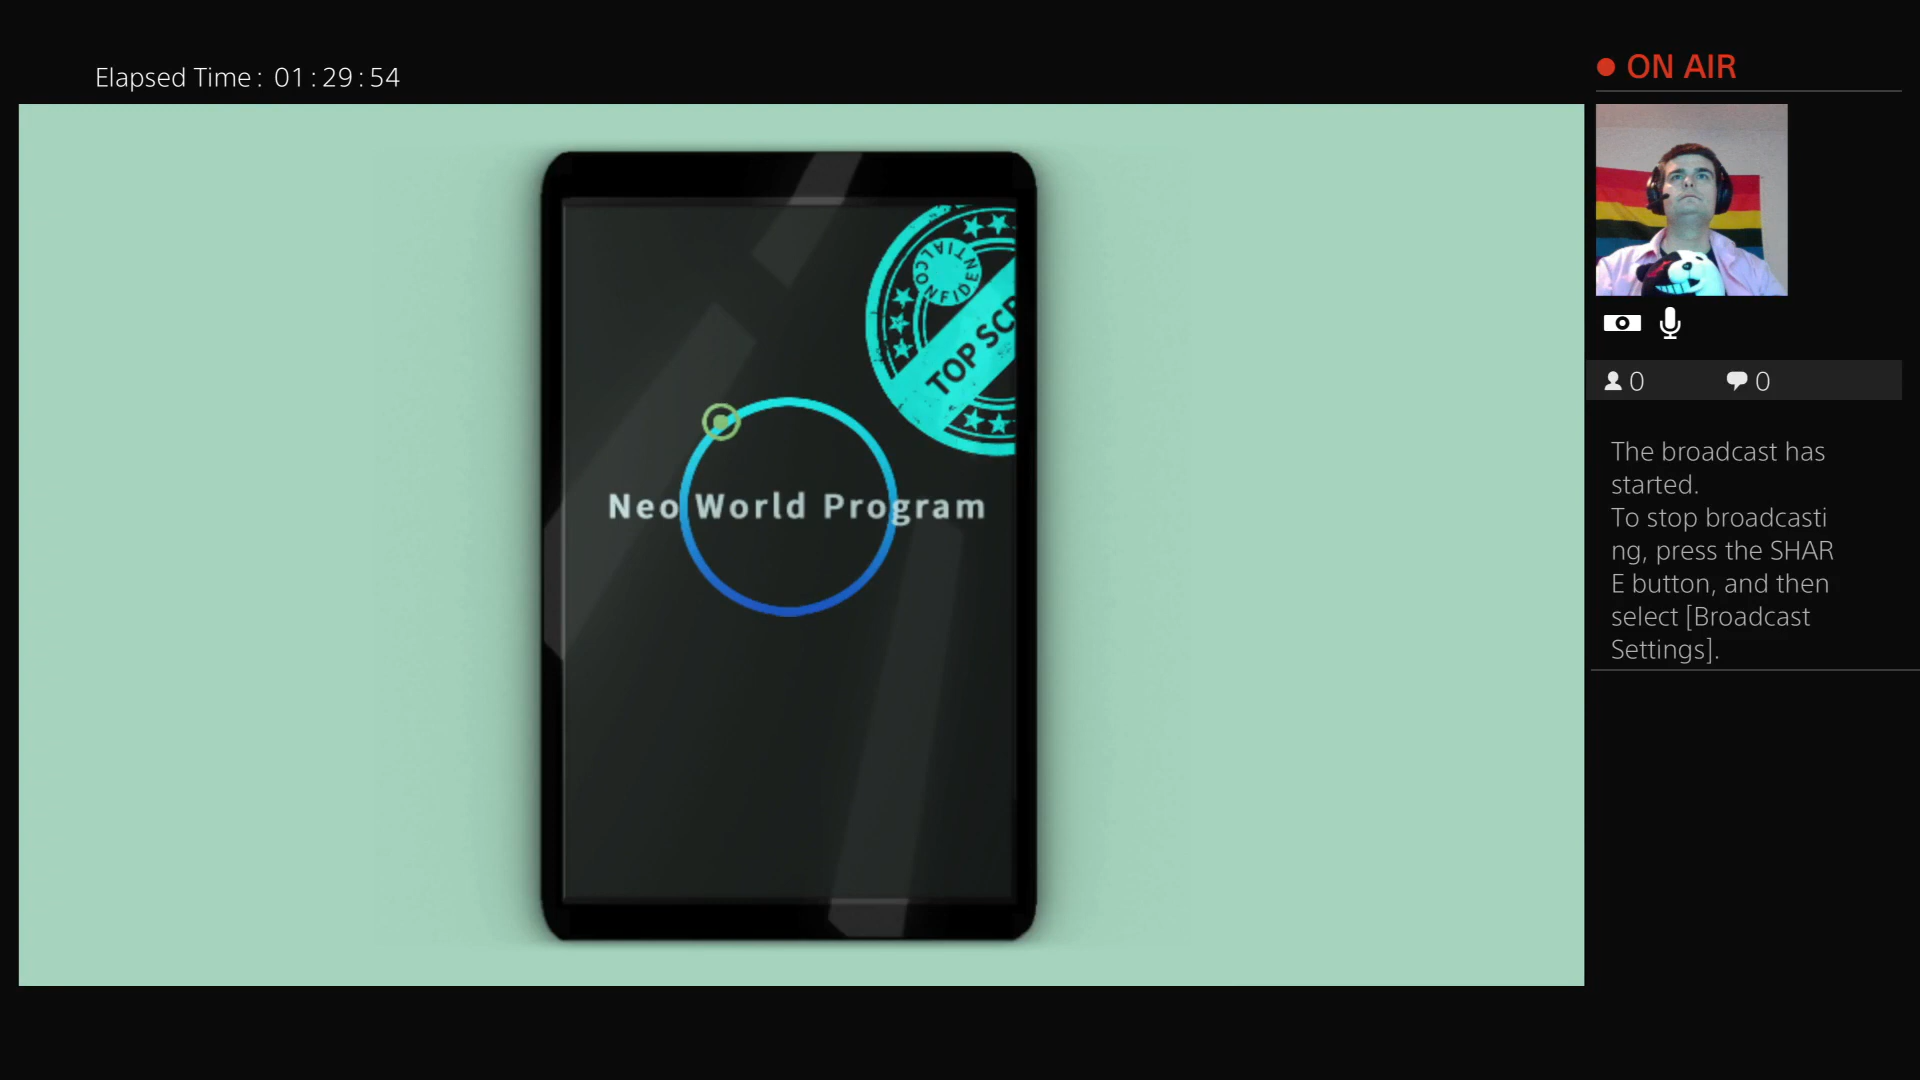 Elapsed Time : 01 : 29 : 54
ON AIR
CONFIDENTIAL
TOP SCR
Neo World Program
0 0
The broadcast has
started.
To stop broadcasti
ng, press the SHAR
E button, and then
select [Broadcast
Settings].